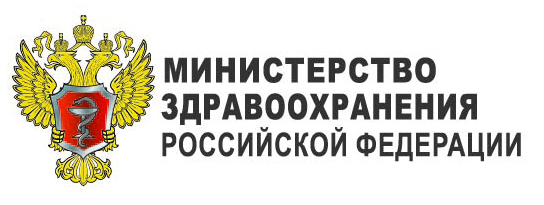 МИНИСТЕРСТВО
ЗДРАВООХРАНЕНИЯ
РОССИЙСКОЙ ФЕДЕРАЦИИ